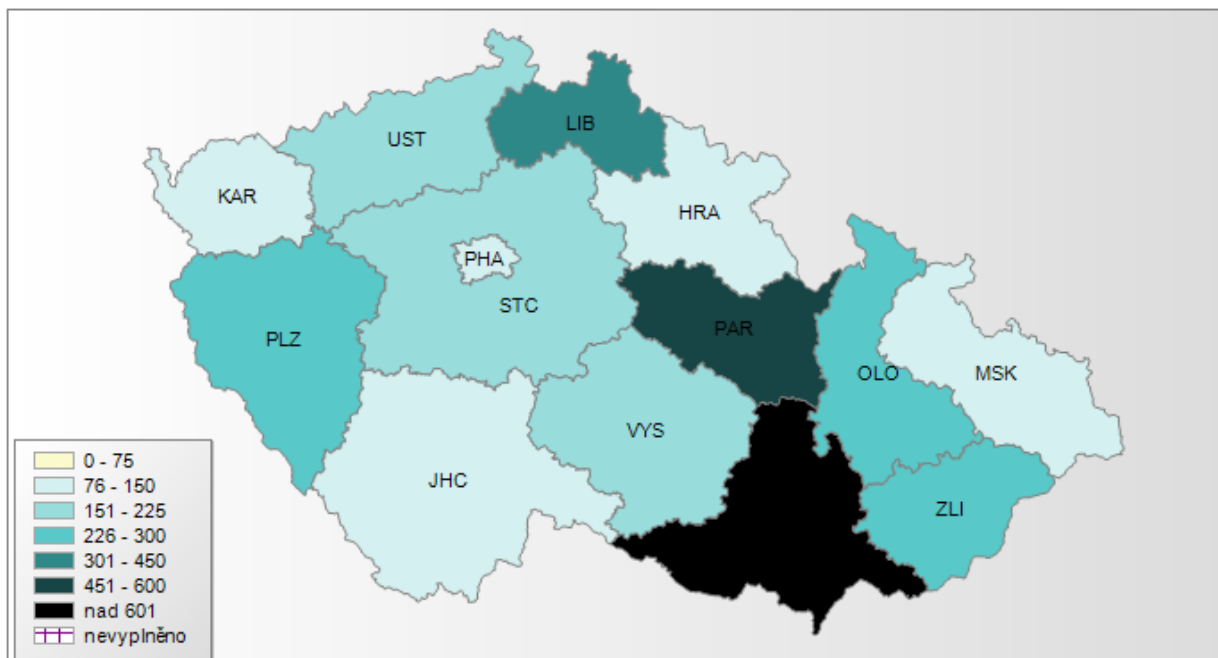 LIB
UST
KAR
HRA
PHA
STC
PAR
PLZ
OLO
MSK
VYS
JHC
ZLI
0 - 75
76 - 150
151 - 225
226 - 300
301 - 450
451 - 600
nad 601
nevyplněno